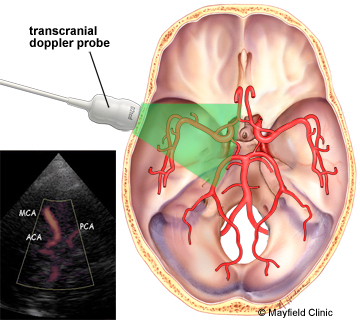 transcranial
doppler probe
MCA
PCA
ACA
© Mayfield Clinic